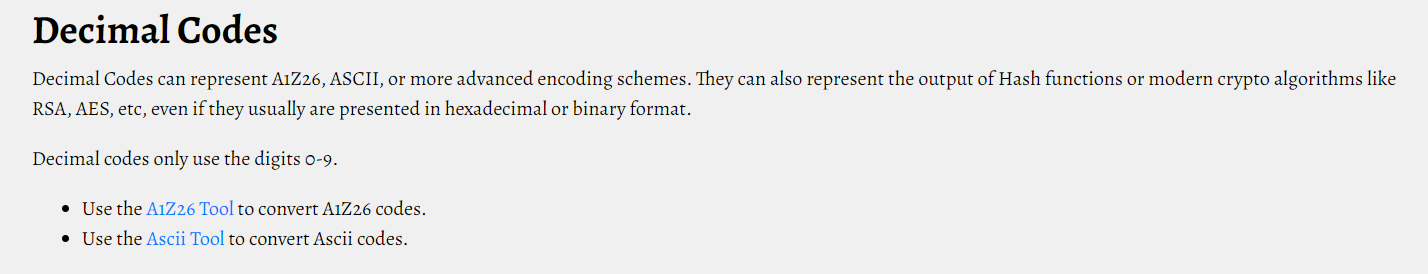 Decimal Codes
Decimal Codes can represent A1Z26, ASCII, or more advanced encoding schemes. They can also represent the output of Hash functions or modern crypto algorithms like
RSA, AES, etc, even if they usually are presented in hexadecimal or binary format.
Decimal codes only use the digits 0-9.
• Use the A1Z26 Tool to convert A1Z26 codes.
• Use the Ascii Tool to convert Ascii codes.